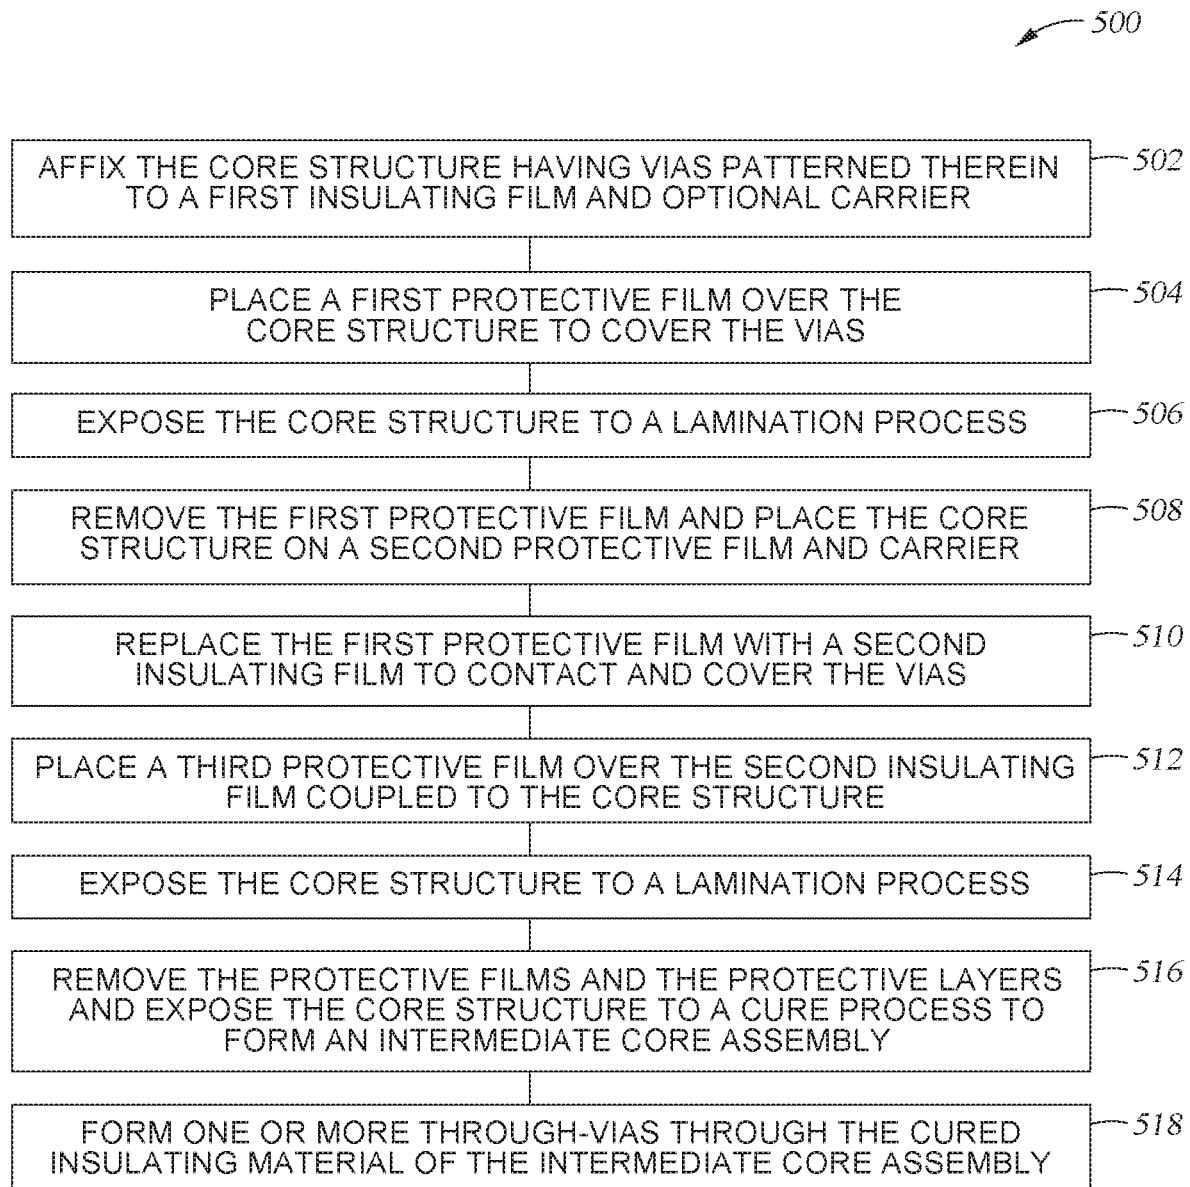 500
AFFIX THE CORE STRUCTURE HAVING VIAS PATTERNED THEREIN
TO A FIRST INSULATING FILM AND OPTIONAL CARRIER
502
PLACE A FIRST PROTECTIVE FILM OVER THE
CORE STRUCTURE TO COVER THE VIAS
504
EXPOSE THE CORE STRUCTURE TO A LAMINATION PROCESS
506
REMOVE THE FIRST PROTECTIVE FILM AND PLACE THE CORE
STRUCTURE ON A SECOND PROTECTIVE FILM AND CARRIER
508
REPLACE THE FIRST PROTECTIVE FILM WITH A SECOND
INSULATING FILM TO CONTACT AND COVER THE VIAS
510
PLACE A THIRD PROTECTIVE FILM OVER THE SECOND INSULATING
FILM COUPLED TO THE CORE STRUCTURE
512
EXPOSE THE CORE STRUCTURE TO A LAMINATION PROCESS
514
REMOVE THE PROTECTIVE FILMS AND THE PROTECTIVE LAYERS
AND EXPOSE THE CORE STRUCTURE TO A CURE PROCESS TO
FORM AN INTERMEDIATE CORE ASSEMBLY
516
FORM ONE OR MORE THROUGH-VIAS THROUGH THE CURED
INSULATING MATERIAL OF THE INTERMEDIATE CORE ASSEMBLY
518